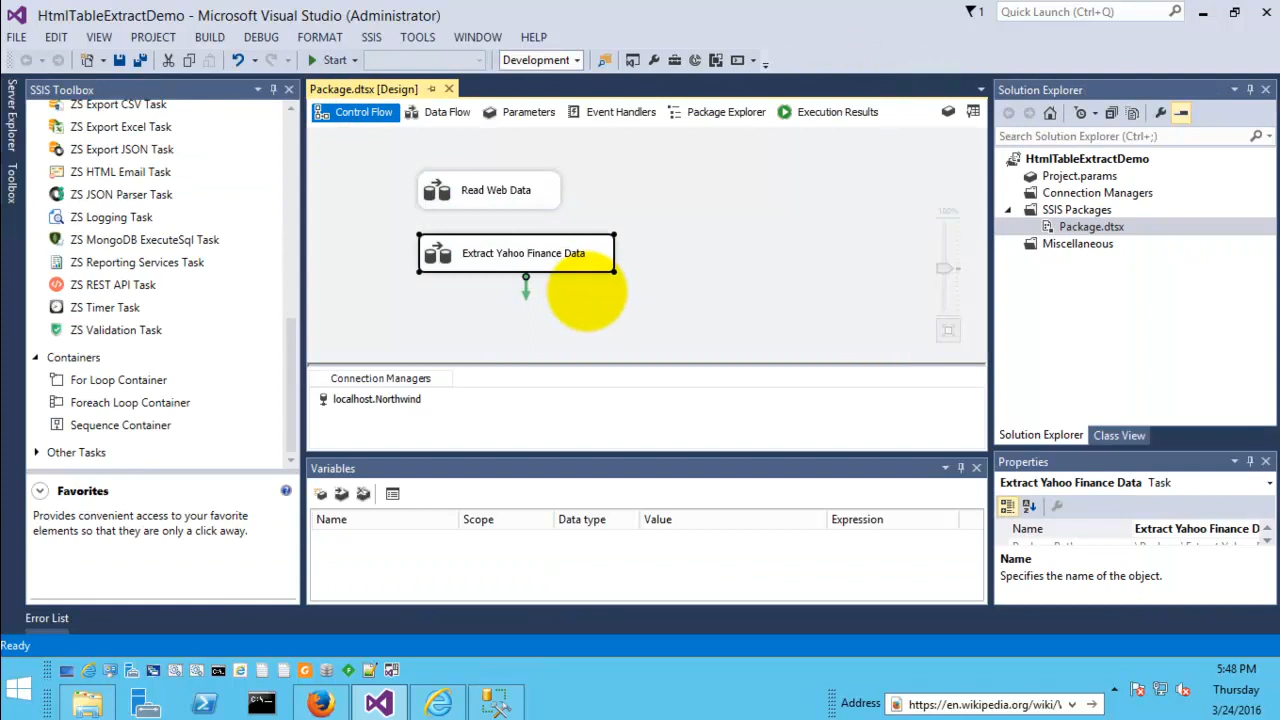 HtmlTableExtractDemo - Microsoft Visual Studio (Administrator)
1
Quick Launch (Ctrl+Q)
FILE EDIT VIEW PROJECT BUILD DEBUG FORMAT SSIS TOOLS WINDOW HELP
Start
Development
Server Explorer
Toolbox
SSIS Toolbox
ZS Export CSV Task
ZS Export Excel Task
ZS Export JSON Task
ZS HTML Email Task
ZS JSON Parser Task
ZS Logging Task
ZS MongoDB ExecuteSql Task
ZS Reporting Services Task
ZS REST API Task
ZS Timer Task
ZS Validation Task
Containers
For Loop Container
Foreach Loop Container
Sequence Container
Other Tasks
Favorites
Provides convenient access to your favorite
elements so that they are only a click away.
Package.dtsx [Design]
Control Flow Data Flow Parameters Event Handlers Package Explorer Execution Results
Read Web Data
Extract Yahoo Finance Data
100%
Connection Managers
localhost.Northwind
Variables
Name Scope Data type Value Expression
Solution Explorer
Search Solution Explorer (Ctrl+;)
HtmlTableExtractDemo
Project.params
Connection Managers
SSIS Packages
Package.dtsx
Miscellaneous
Solution Explorer Class View
Properties
Extract Yahoo Finance Data Task
Name Extract Yahoo Finance D
Name
Specifies the name of the object.
Error List
Ready
Address https://en.wikipedia.org/wiki/
5:48 PM
Thursday
3/24/2016